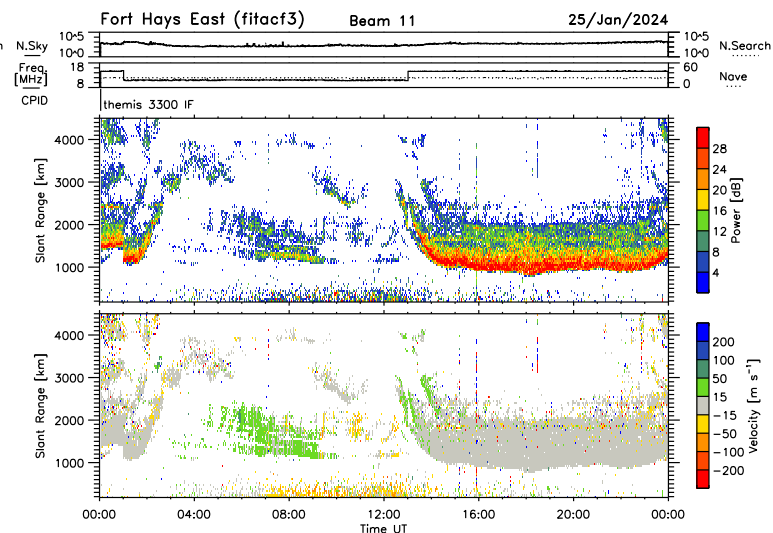 Fort Hays East (fitacf3) Beam 11 25/Jan/2024
n N.Sky 10^5 10^0 10^5 10^0 N.Search
Freq. [MHz] 18 8 60 0 Nave
CPID themis 3300 IF
Slant Range [km] 4000 3000 2000 1000
Power [dB] 28 24 20 16 12 8 4
Slant Range [km] 4000 3000 2000 1000
Velocity [m s⁻¹] 200 100 50 15 −15 −50 −100 −200
00:00 04:00 08:00 12:00 16:00 20:00 00:00
Time UT